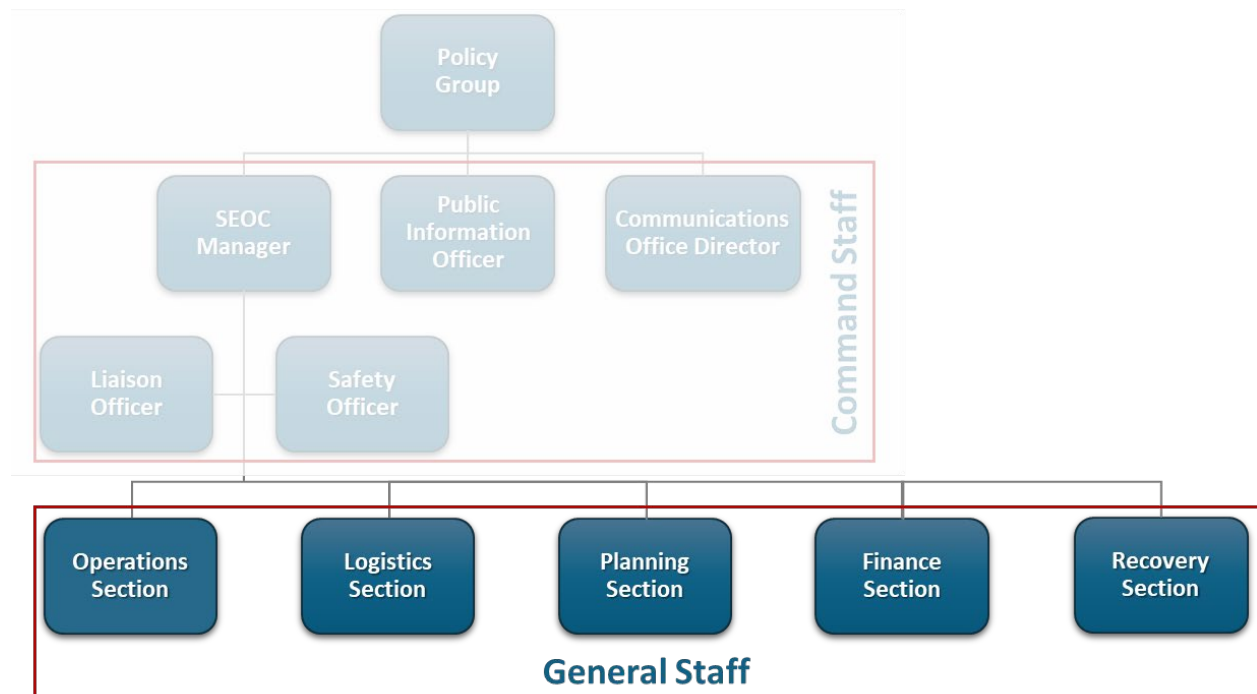 Policy
Group
SEOC
Manager
Public
Information
Officer
Communications
Office Director
Command Staff
Liaison
Officer
Safety
Officer
Operations
Section
Logistics
Section
Planning
Section
Finance
Section
Recovery
Section
General Staff